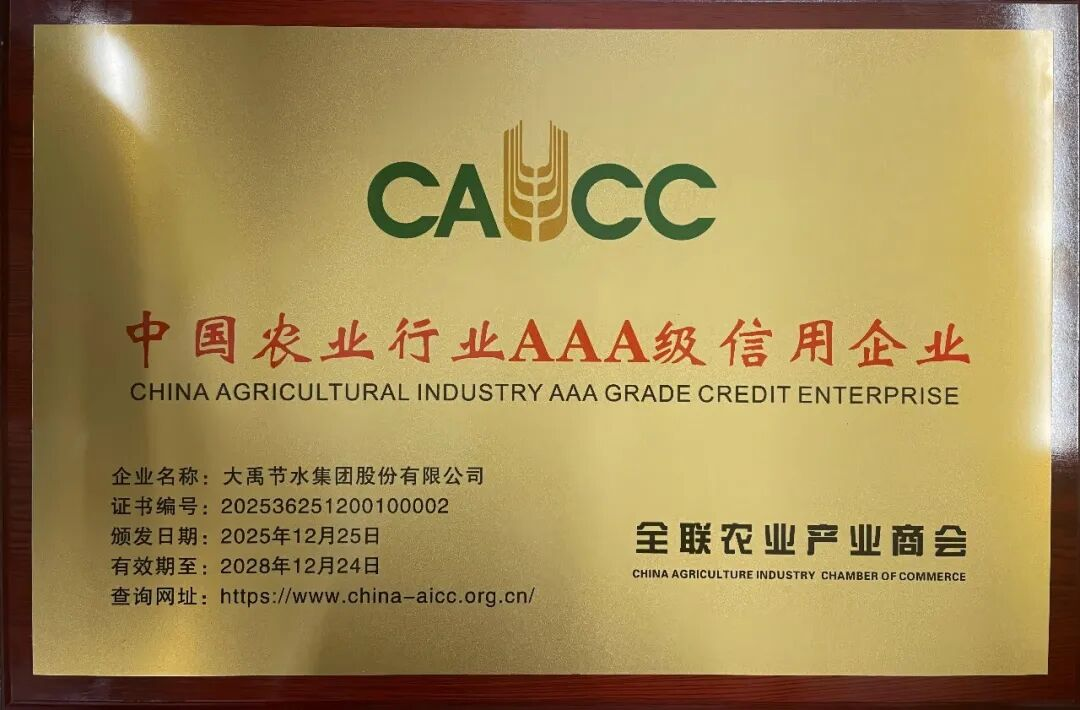 CAUCC
中国农业行业AAA级信用企业
CHINA AGRICULTURAL INDUSTRY AAA GRADE CREDIT ENTERPRISE
企业名称：大禹节水集团股份有限公司
证书编号：202536251200100002
颁发日期：2025年12月25日
有效期至：2028年12月24日
查询网址：https://www.china-aicc.org.cn/
全联农业产业商会
CHINA AGRICULTURE INDUSTRY CHAMBER OF COMMERCE